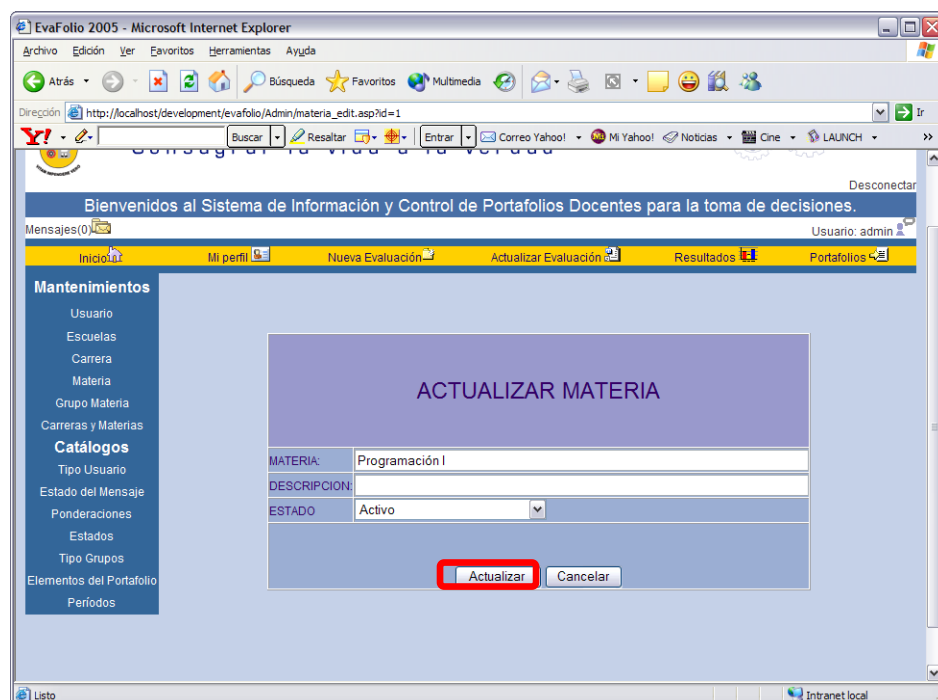 EvaFolio 2005 - Microsoft Internet Explorer
Archivo Edición Ver Favoritos Herramientas Ayuda
Atrás Búsqueda Favoritos Multimedia
Dirección http://localhost/development/evafolio/Admin/materia_edit.asp?id=1 Ir
Y! Buscar Resaltar Entrar Correo Yahoo! Mi Yahoo! Noticias Cine LAUNCH »
Consagrar la vida a la verdad
Desconectar
Bienvenidos al Sistema de Información y Control de Portafolios Docentes para la toma de decisiones.
Mensajes(0) Usuario: admin
Inicio Mi perfil Nueva Evaluación Actualizar Evaluación Resultados Portafolios
Mantenimientos
Usuario
Escuelas
Carrera
Materia
Grupo Materia
Carreras y Materias
Catálogos
Tipo Usuario
Estado del Mensaje
Ponderaciones
Estados
Tipo Grupos
Elementos del Portafolio
Períodos
ACTUALIZAR MATERIA
MATERIA: Programación I
DESCRIPCION:
ESTADO Activo
Actualizar Cancelar
Listo Intranet local